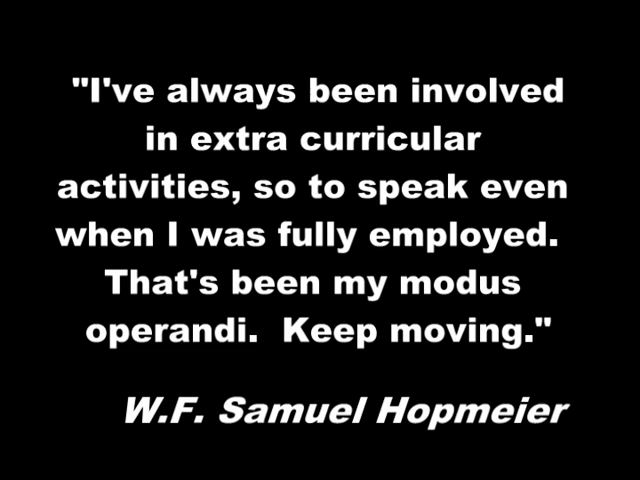 "I've always been involved
in extra curricular
activities, so to speak even
when I was fully employed.
That's been my modus
operandi.  Keep moving."
W.F. Samuel Hopmeier